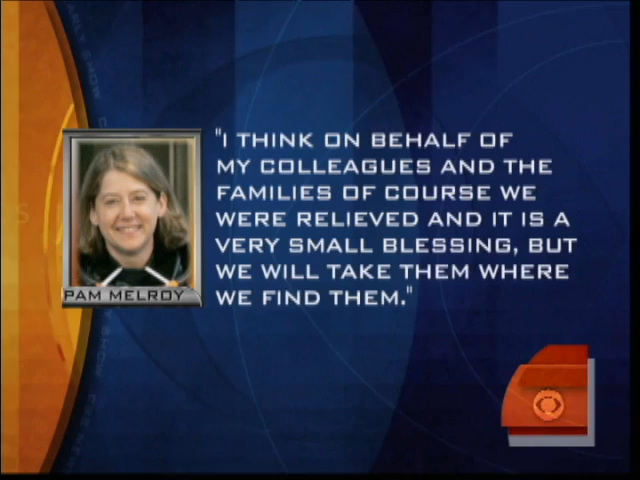 "I THINK ON BEHALF OF
MY COLLEAGUES AND THE
FAMILIES OF COURSE WE
WERE RELIEVED AND IT IS A
VERY SMALL BLESSING, BUT
WE WILL TAKE THEM WHERE
WE FIND THEM."
PAM MELROY